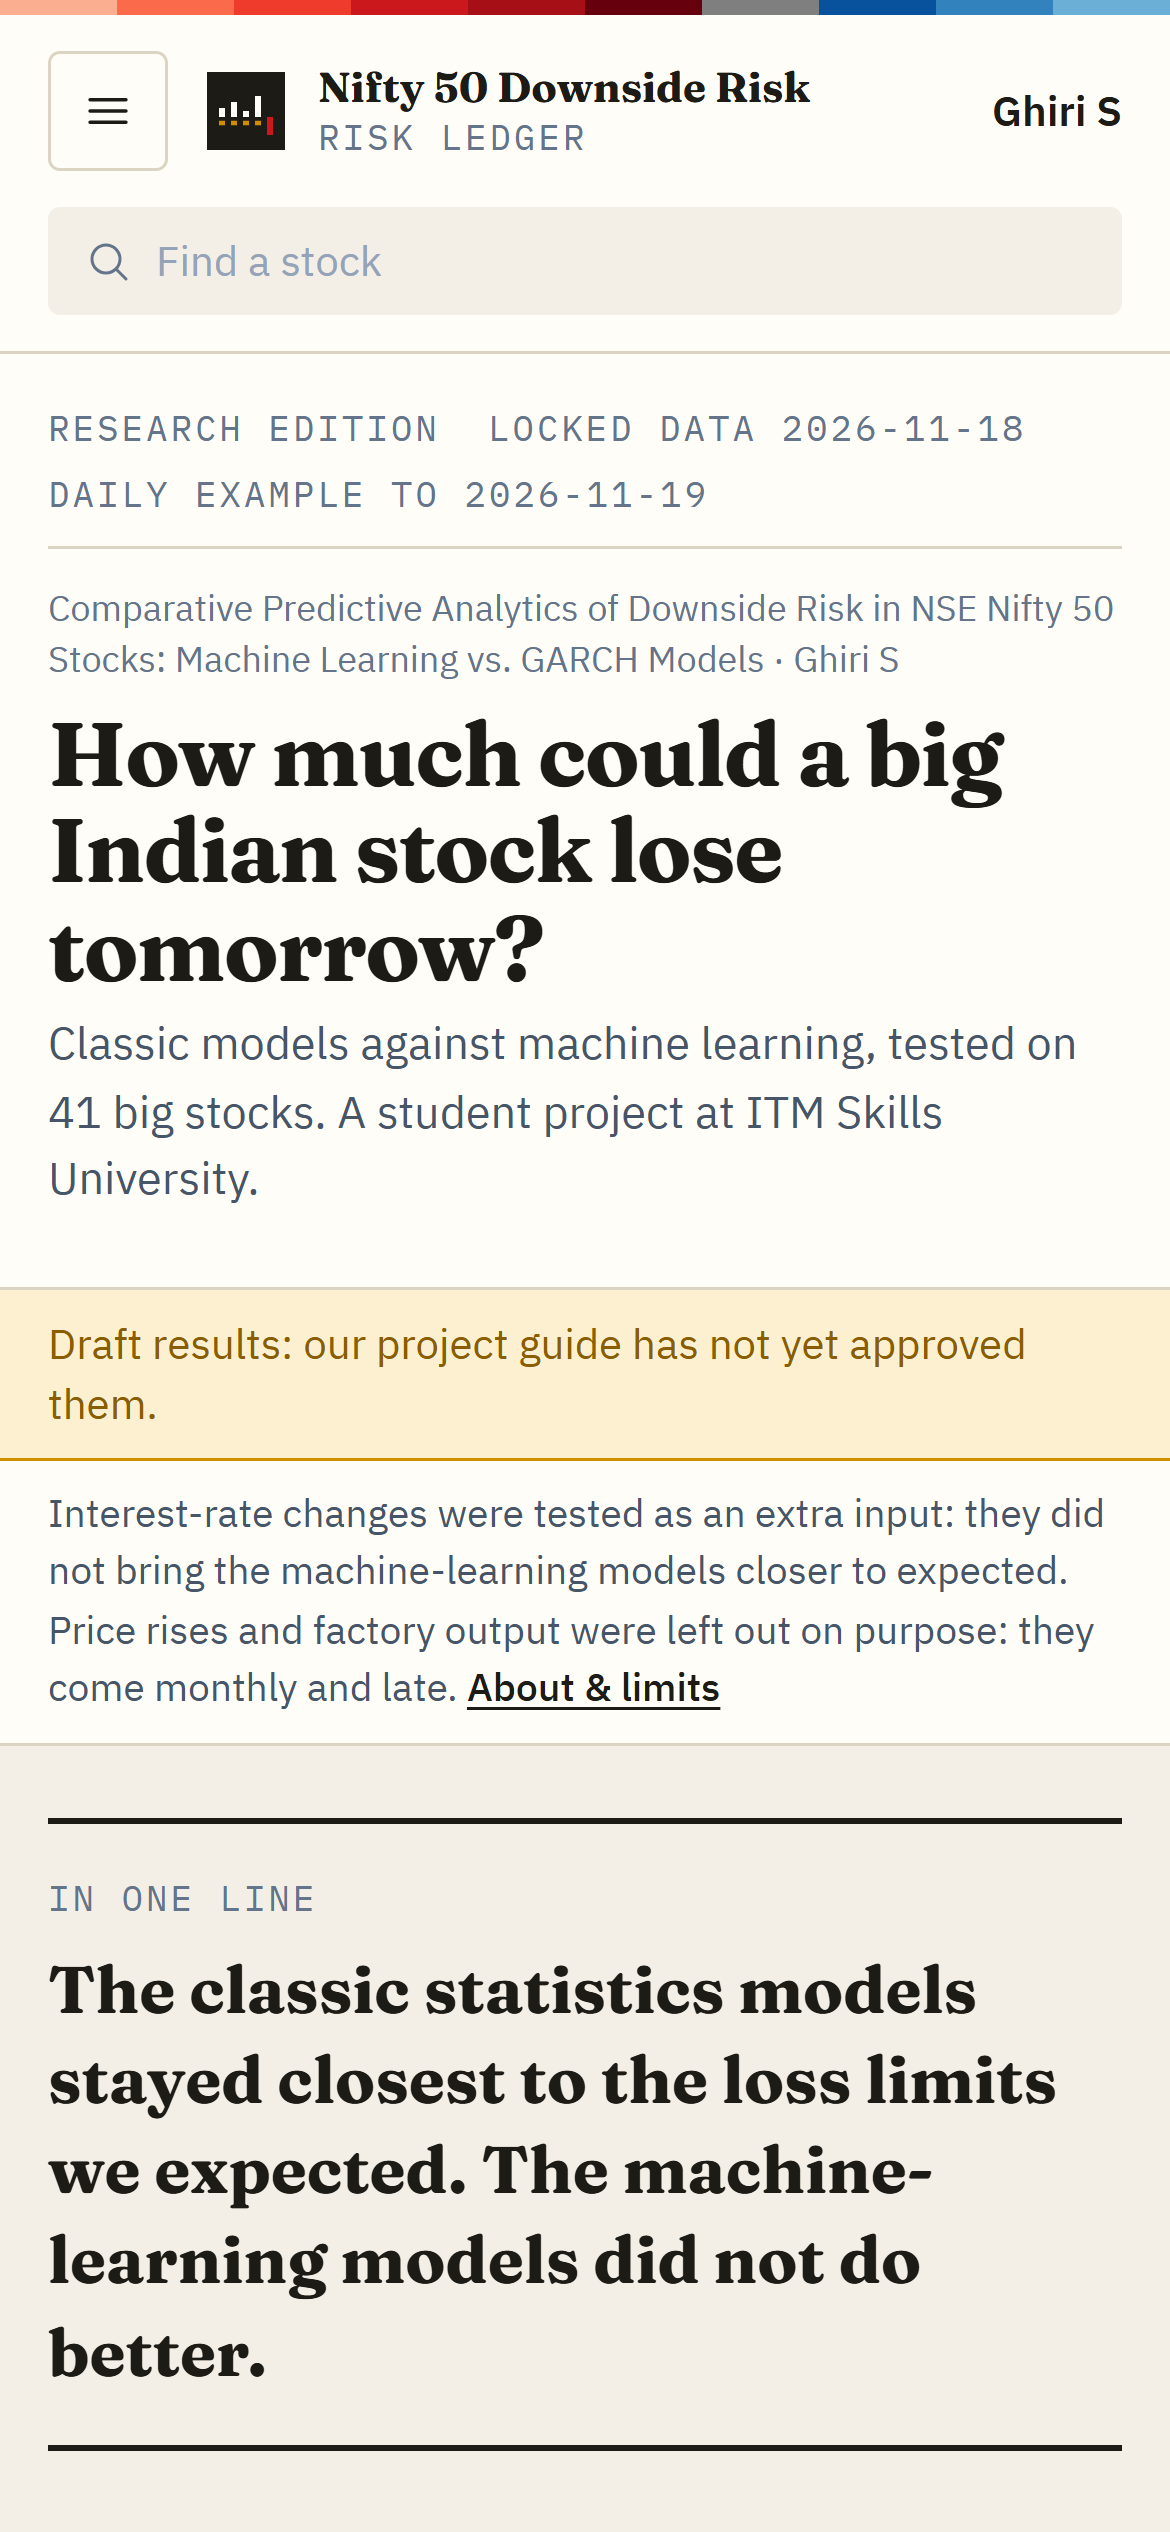 Nifty 50 Downside Risk
RISK LEDGER
Ghiri S
Find a stock
RESEARCH EDITION LOCKED DATA 2026-11-18
DAILY EXAMPLE TO 2026-11-19
Comparative Predictive Analytics of Downside Risk in NSE Nifty 50
Stocks: Machine Learning vs. GARCH Models · Ghiri S
How much could a big
Indian stock lose
tomorrow?
Classic models against machine learning, tested on
41 big stocks. A student project at ITM Skills
University.
Draft results: our project guide has not yet approved
them.
Interest-rate changes were tested as an extra input: they did
not bring the machine-learning models closer to expected.
Price rises and factory output were left out on purpose: they
come monthly and late. About & limits
IN ONE LINE
The classic statistics models
stayed closest to the loss limits
we expected. The machine-
learning models did not do
better.